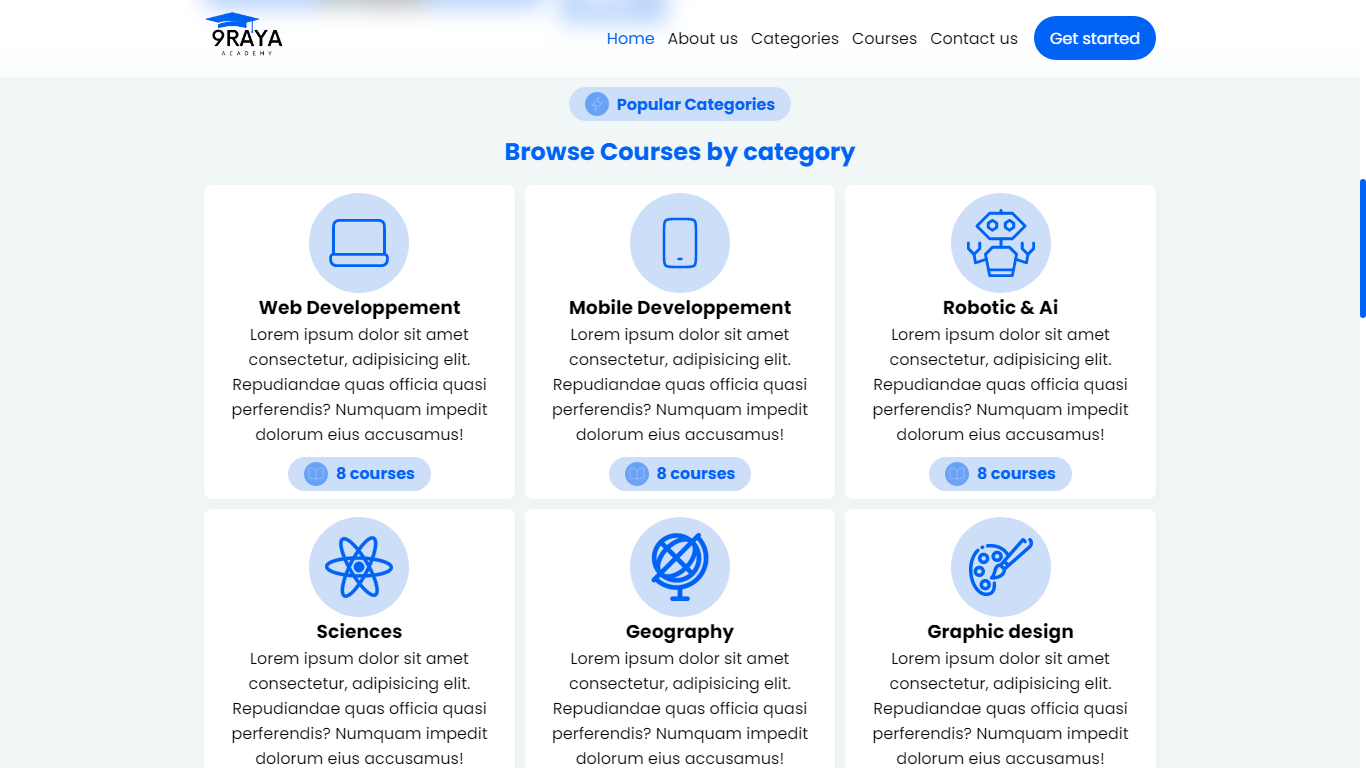 9RAYA
ACADEMY
Home
About us
Categories
Courses
Contact us
Get started
Popular Categories
Browse Courses by category
Web Developpement
Lorem ipsum dolor sit amet
consectetur, adipisicing elit.
Repudiandae quas officia quasi
perferendis? Numquam impedit
dolorum eius accusamus!
8 courses
Mobile Developpement
Lorem ipsum dolor sit amet
consectetur, adipisicing elit.
Repudiandae quas officia quasi
perferendis? Numquam impedit
dolorum eius accusamus!
8 courses
Robotic & Ai
Lorem ipsum dolor sit amet
consectetur, adipisicing elit.
Repudiandae quas officia quasi
perferendis? Numquam impedit
dolorum eius accusamus!
8 courses
Sciences
Lorem ipsum dolor sit amet
consectetur, adipisicing elit.
Repudiandae quas officia quasi
perferendis? Numquam impedit
dolorum eius accusamus!
Geography
Lorem ipsum dolor sit amet
consectetur, adipisicing elit.
Repudiandae quas officia quasi
perferendis? Numquam impedit
dolorum eius accusamus!
Graphic design
Lorem ipsum dolor sit amet
consectetur, adipisicing elit.
Repudiandae quas officia quasi
perferendis? Numquam impedit
dolorum eius accusamus!